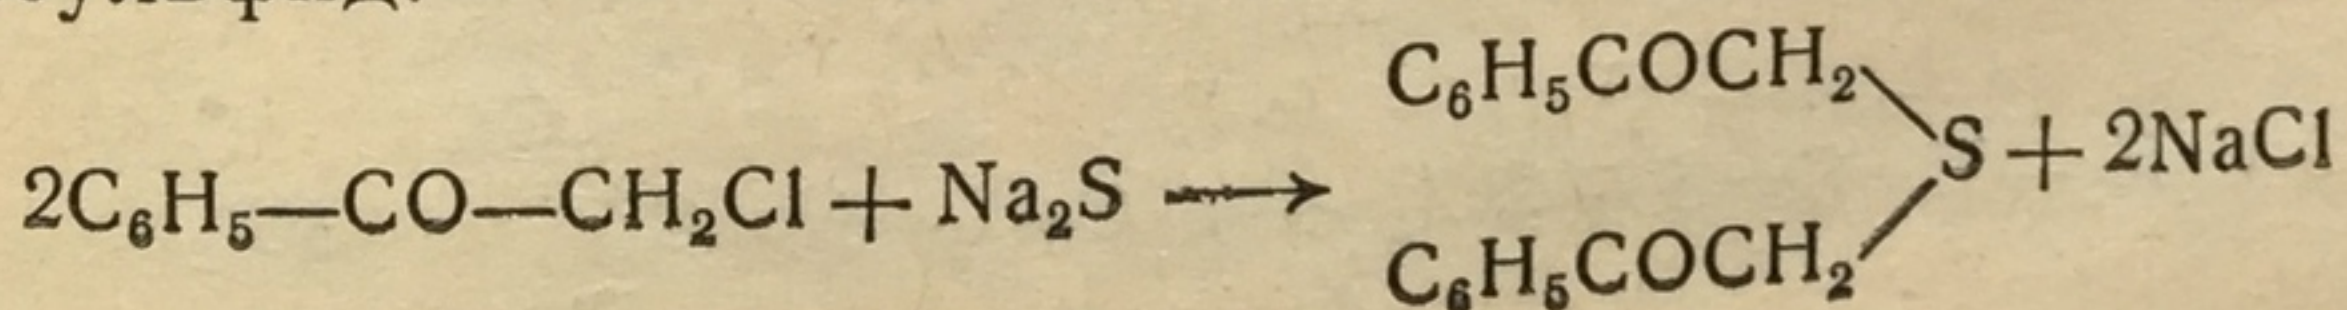 C₆H₅COCH₂
2C₆H₅—CO—CH₂Cl + Na₂S ⟶ S + 2NaCl
C₆H₅COCH₂